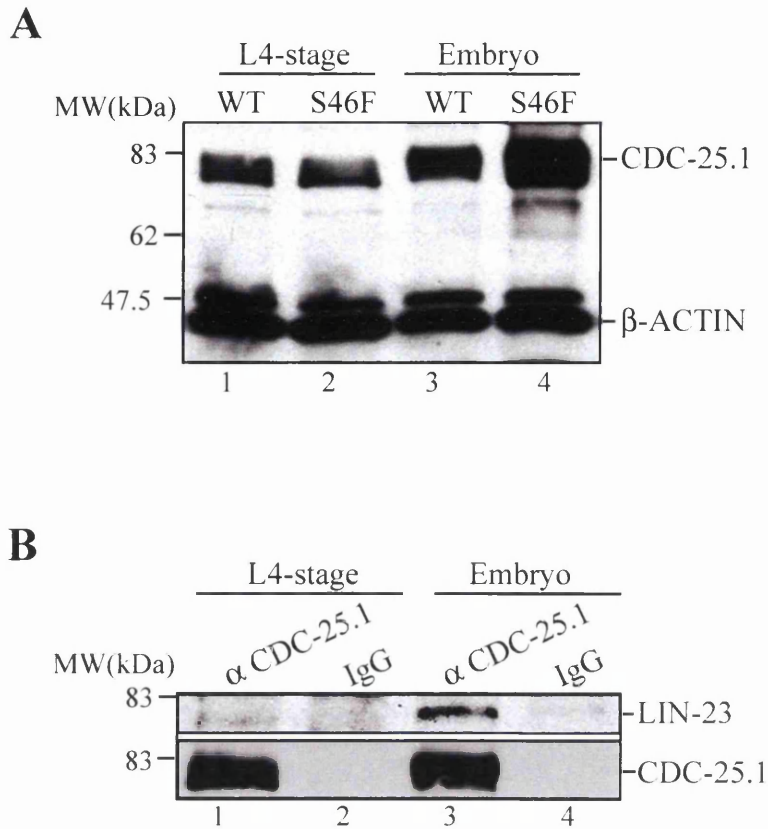 A
L4-stage Embryo
MW(kDa) WT S46F WT S46F
83 CDC-25.1
62
47.5
β-ACTIN
1 2 3 4
B
L4-stage Embryo
MW(kDa) α CDC-25.1 IgG α CDC-25.1 IgG
83 LIN-23
83 CDC-25.1
1 2 3 4